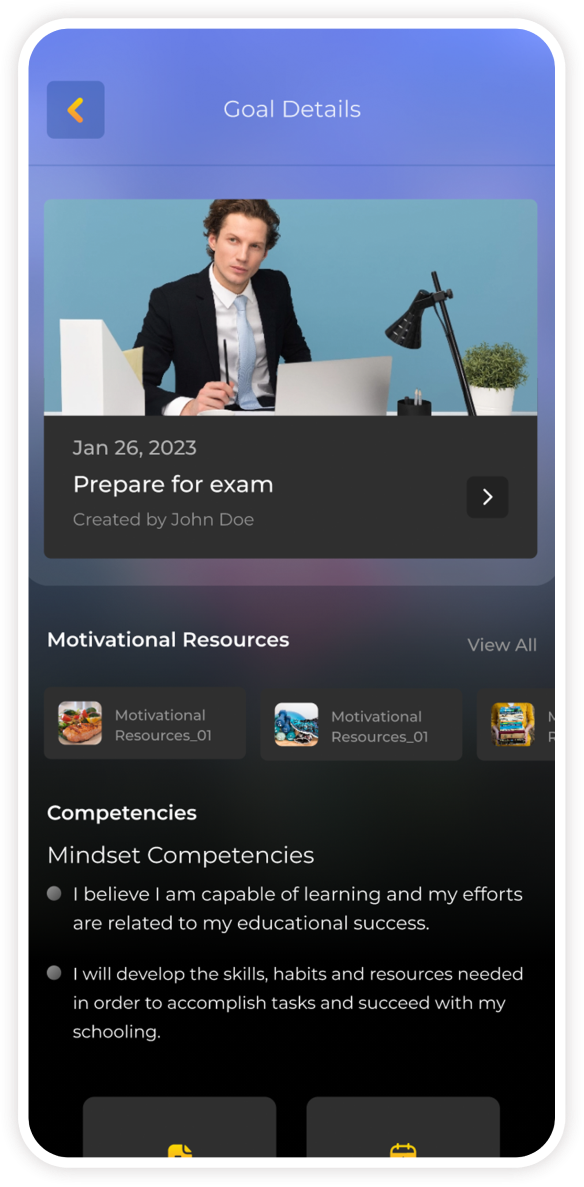 Goal Details
Jan 26, 2023
Prepare for exam
Created by John Doe
Motivational Resources
View All
Motivational
Resources_01
Motivational
Resources_01
M
R
Competencies
Mindset Competencies
I believe I am capable of learning and my efforts
are related to my educational success.
I will develop the skills, habits and resources needed
in order to accomplish tasks and succeed with my
schooling.